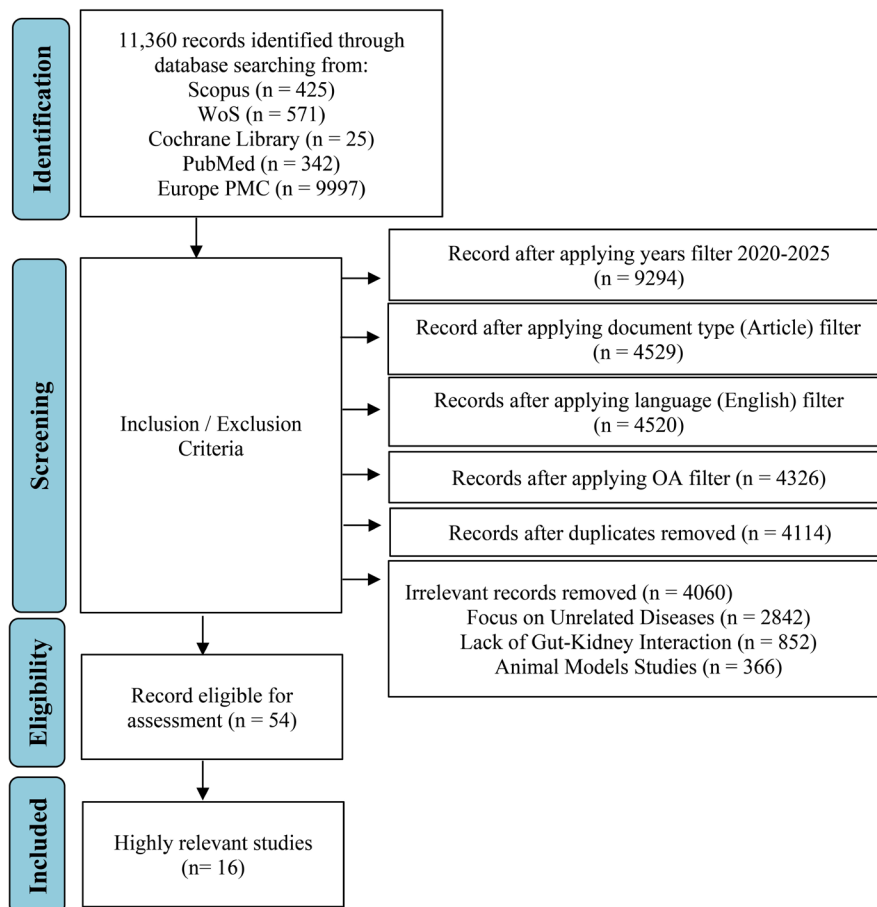 Identification
11,360 records identified through
database searching from:
Scopus (n = 425)
WoS (n = 571)
Cochrane Library (n = 25)
PubMed (n = 342)
Europe PMC (n = 9997)
Screening
Inclusion / Exclusion
Criteria
Record after applying years filter 2020-2025
(n = 9294)
Record after applying document type (Article) filter
(n = 4529)
Records after applying language (English) filter
(n = 4520)
Records after applying OA filter (n = 4326)
Records after duplicates removed (n = 4114)
Irrelevant records removed (n = 4060)
Focus on Unrelated Diseases (n = 2842)
Lack of Gut-Kidney Interaction (n = 852)
Animal Models Studies (n = 366)
Eligibility
Record eligible for
assessment (n = 54)
Included
Highly relevant studies
(n= 16)